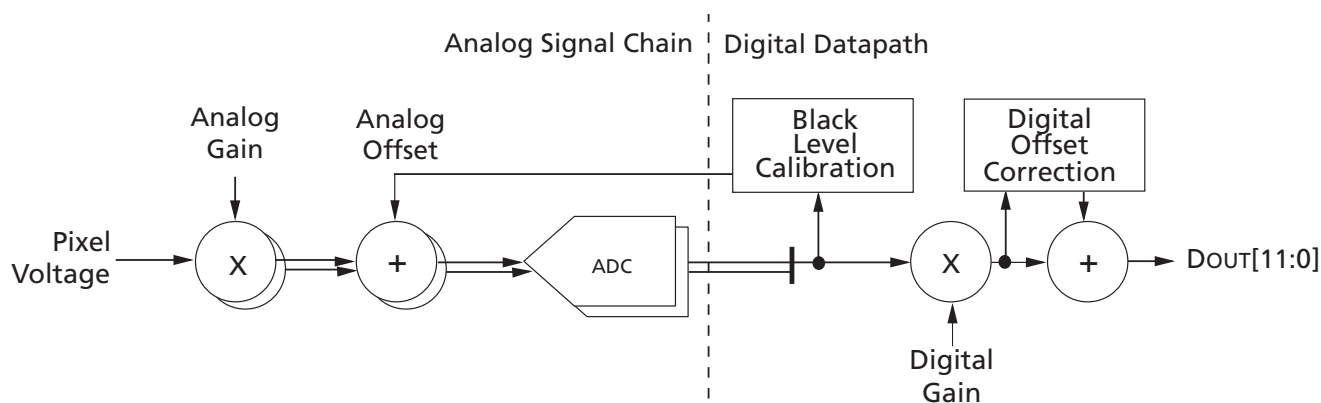 Analog Signal Chain
Digital Datapath
Analog
Gain
Analog
Offset
Black
Level
Calibration
Digital
Offset
Correction
Pixel
Voltage
X
+
ADC
X
+
DOUT[11:0]
Digital
Gain